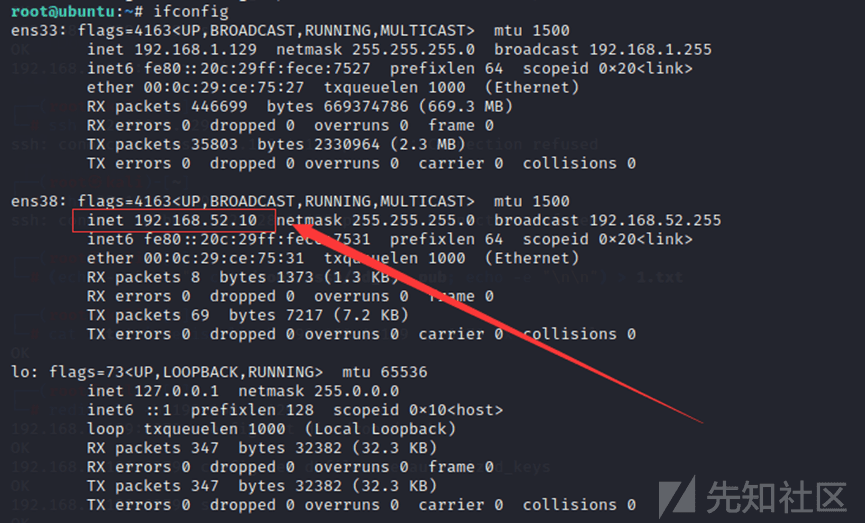 root@ubuntu:~# ifconfig
ens33: flags=4163<UP,BROADCAST,RUNNING,MULTICAST>  mtu 1500
inet 192.168.1.129  netmask 255.255.255.0  broadcast 192.168.1.255
inet6 fe80::20c:29ff:fece:7527  prefixlen 64  scopeid 0×20<link>
ether 00:0c:29:ce:75:27  txqueuelen 1000  (Ethernet)
RX packets 446699  bytes 669374786 (669.3 MB)
RX errors 0  dropped 0  overruns 0  frame 0
TX packets 35803  bytes 2330964 (2.3 MB)
TX errors 0  dropped 0 overruns 0  carrier 0  collisions 0
ens38: flags=4163<UP,BROADCAST,RUNNING,MULTICAST>  mtu 1500
inet 192.168.52.10  netmask 255.255.255.0  broadcast 192.168.52.255
inet6 fe80::20c:29ff:fece:7531  prefixlen 64  scopeid 0×20<link>
ether 00:0c:29:ce:75:31  txqueuelen 1000  (Ethernet)
RX packets 8  bytes 1373 (1.3 KB)
RX errors 0  dropped 0  overruns 0  frame 0
TX packets 69  bytes 7217 (7.2 KB)
TX errors 0  dropped 0 overruns 0  carrier 0  collisions 0
lo: flags=73<UP,LOOPBACK,RUNNING>  mtu 65536
inet 127.0.0.1  netmask 255.0.0.0
inet6 ::1  prefixlen 128  scopeid 0×10<host>
loop  txqueuelen 1000  (Local Loopback)
RX packets 347  bytes 32382 (32.3 KB)
RX errors 0  dropped 0  overruns 0  frame 0
TX packets 347  bytes 32382 (32.3 KB)
TX errors 0  dropped 0 overruns 0  carrier 0  collisions 0
先知社区